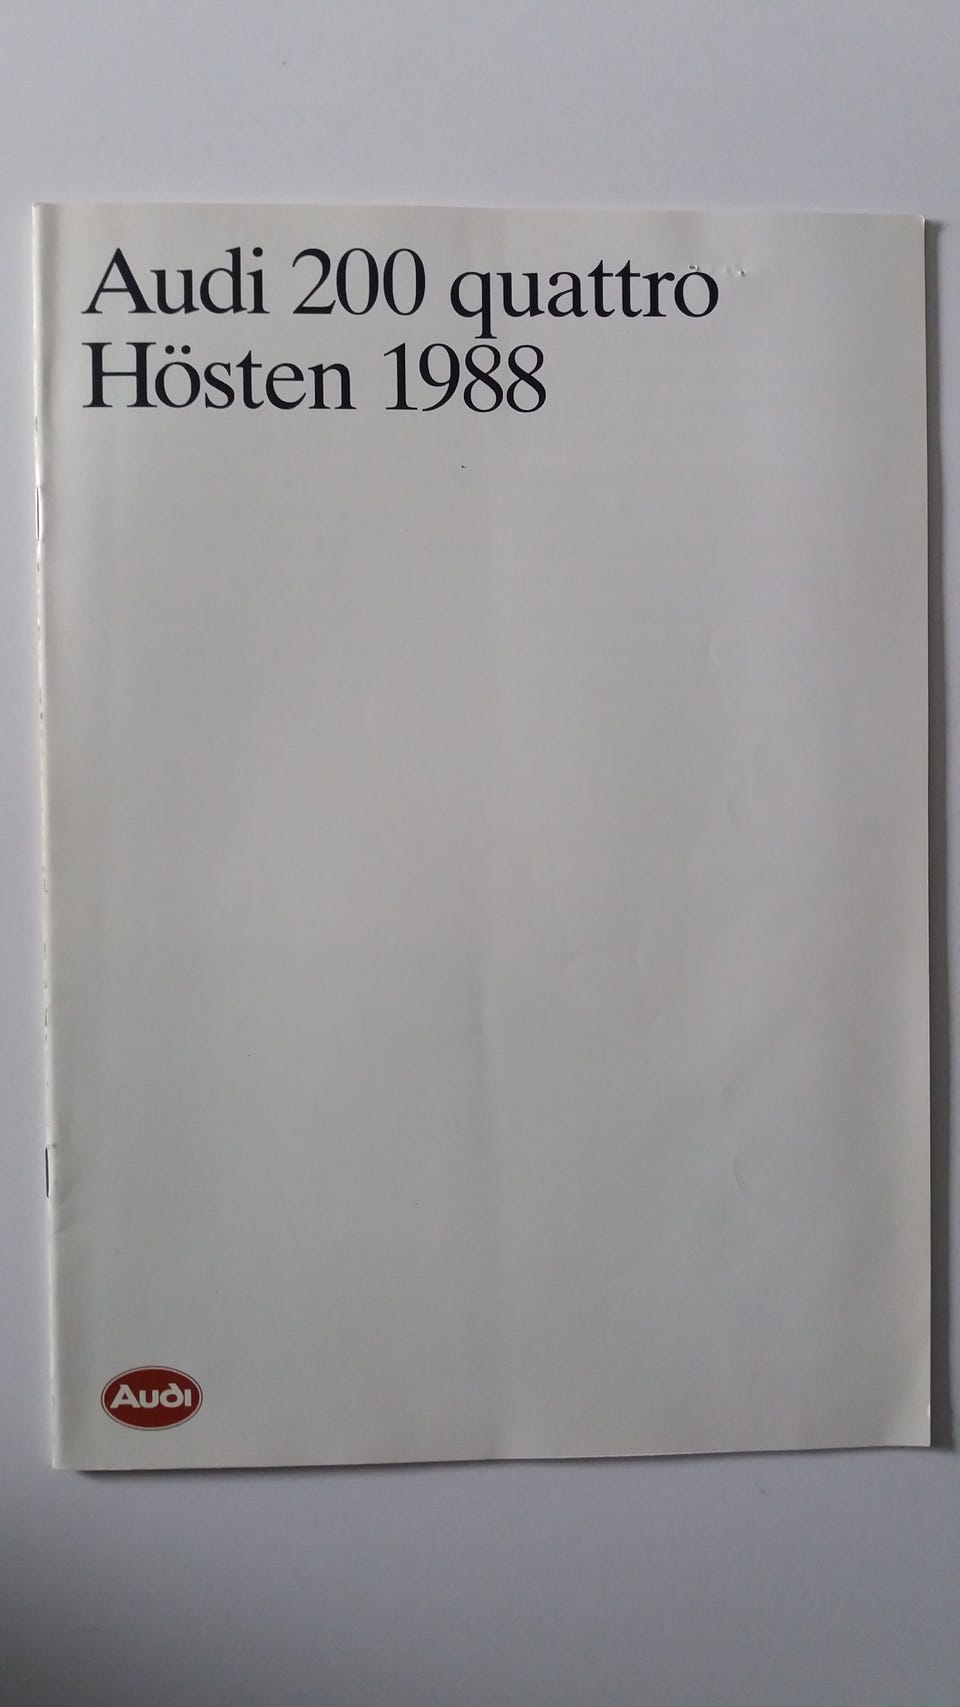 Audi 200 quattro
Hösten 1988
Audi